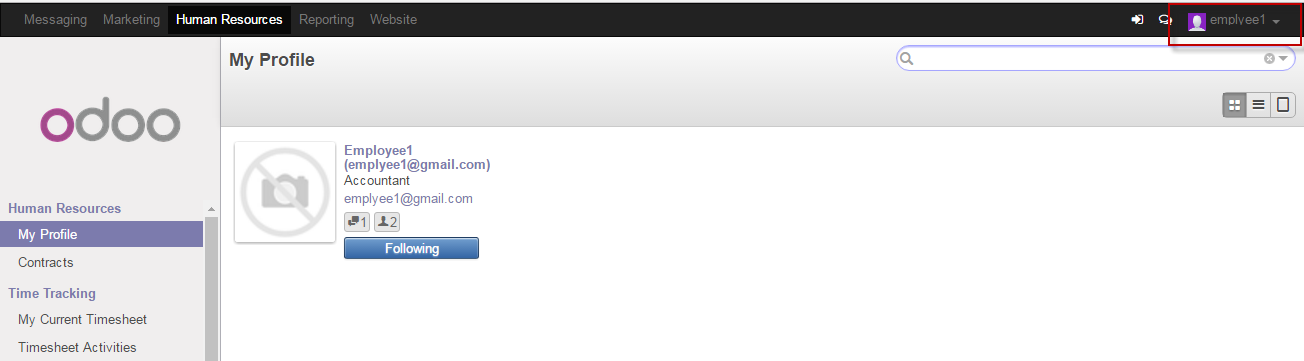 Messaging Marketing Human Resources Reporting Website emplyee1
My Profile
odoo
Employee1
(emplyee1@gmail.com)
Accountant
emplyee1@gmail.com
1 2
Following
Human Resources
My Profile
Contracts
Time Tracking
My Current Timesheet
Timesheet Activities